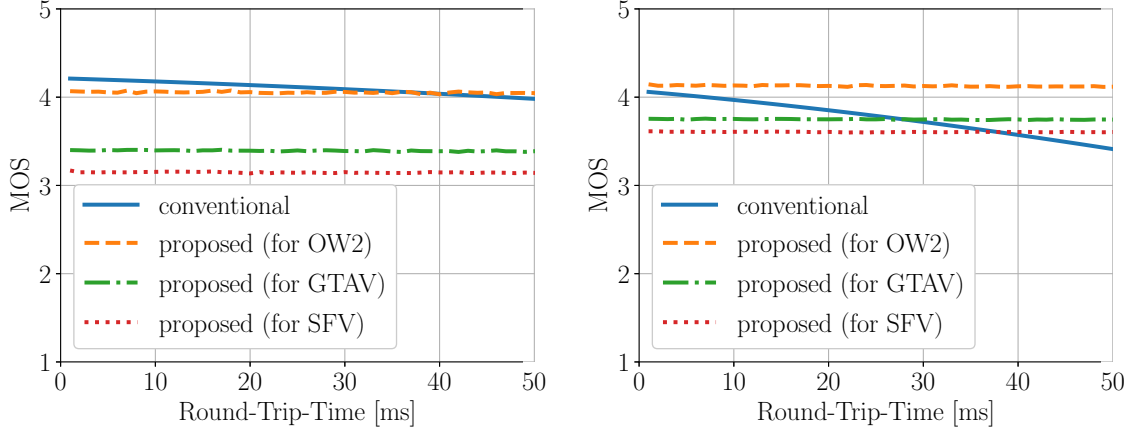 5
4
3
2
1
MOS
conventional
proposed (for OW2)
proposed (for GTAV)
proposed (for SFV)
0 10 20 30 40 50
Round-Trip-Time [ms]
5
4
3
2
1
MOS
conventional
proposed (for OW2)
proposed (for GTAV)
proposed (for SFV)
0 10 20 30 40 50
Round-Trip-Time [ms]